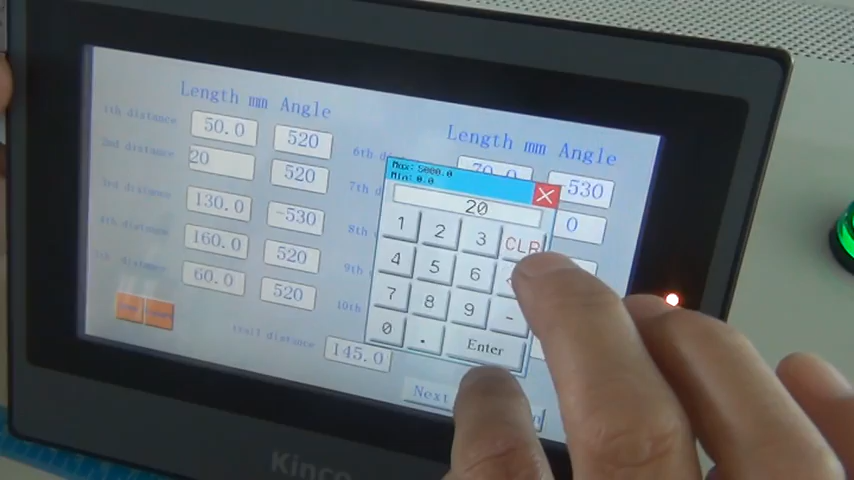 Length mm Angle
Length mm Angle
1th distance 50.0 520
2nd distance 20 520
3rd distance 130.0 -530
4th distance 160.0 520
distance 60.0 520
6th
70.0 -530
7th d
0
8th
9th
10th
distance 145.0
Max: 5000.0
Min: 0.0
20
1 2 3 CLR
4 5 6
7 8 9 -
0 . Enter
Next
Kinco